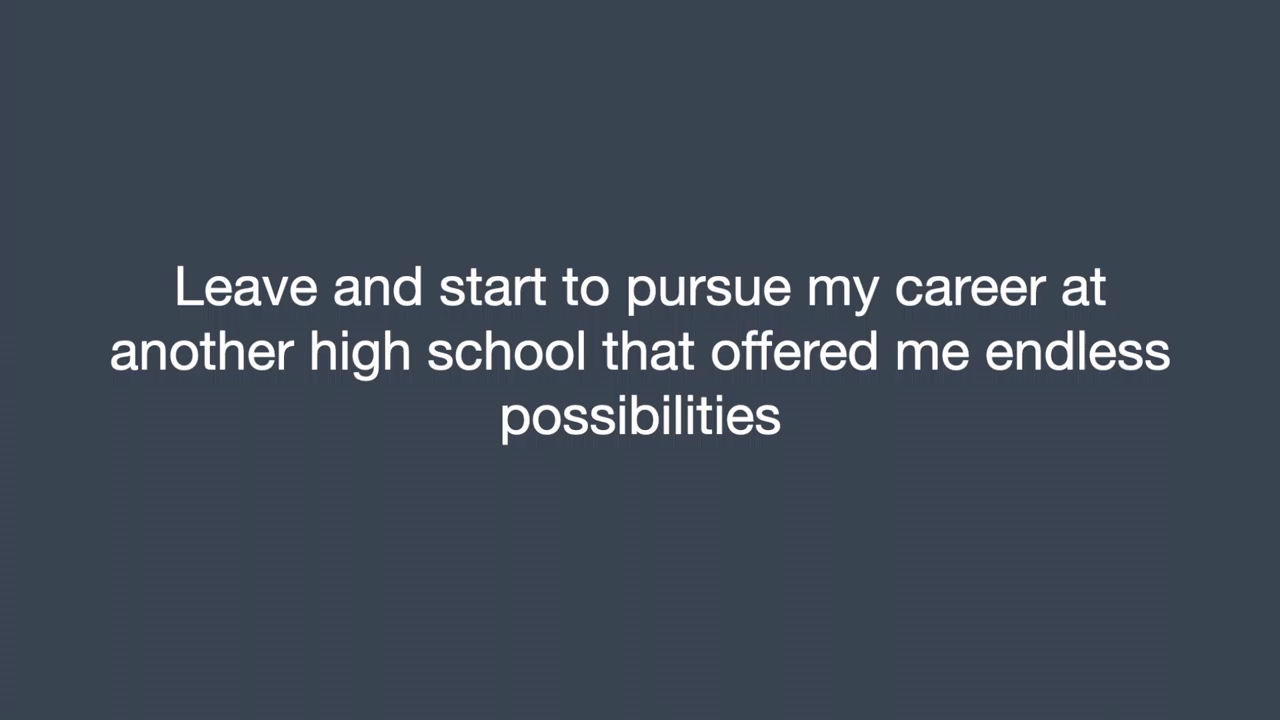 Leave and start to pursue my career at
another high school that offered me endless
possibilities